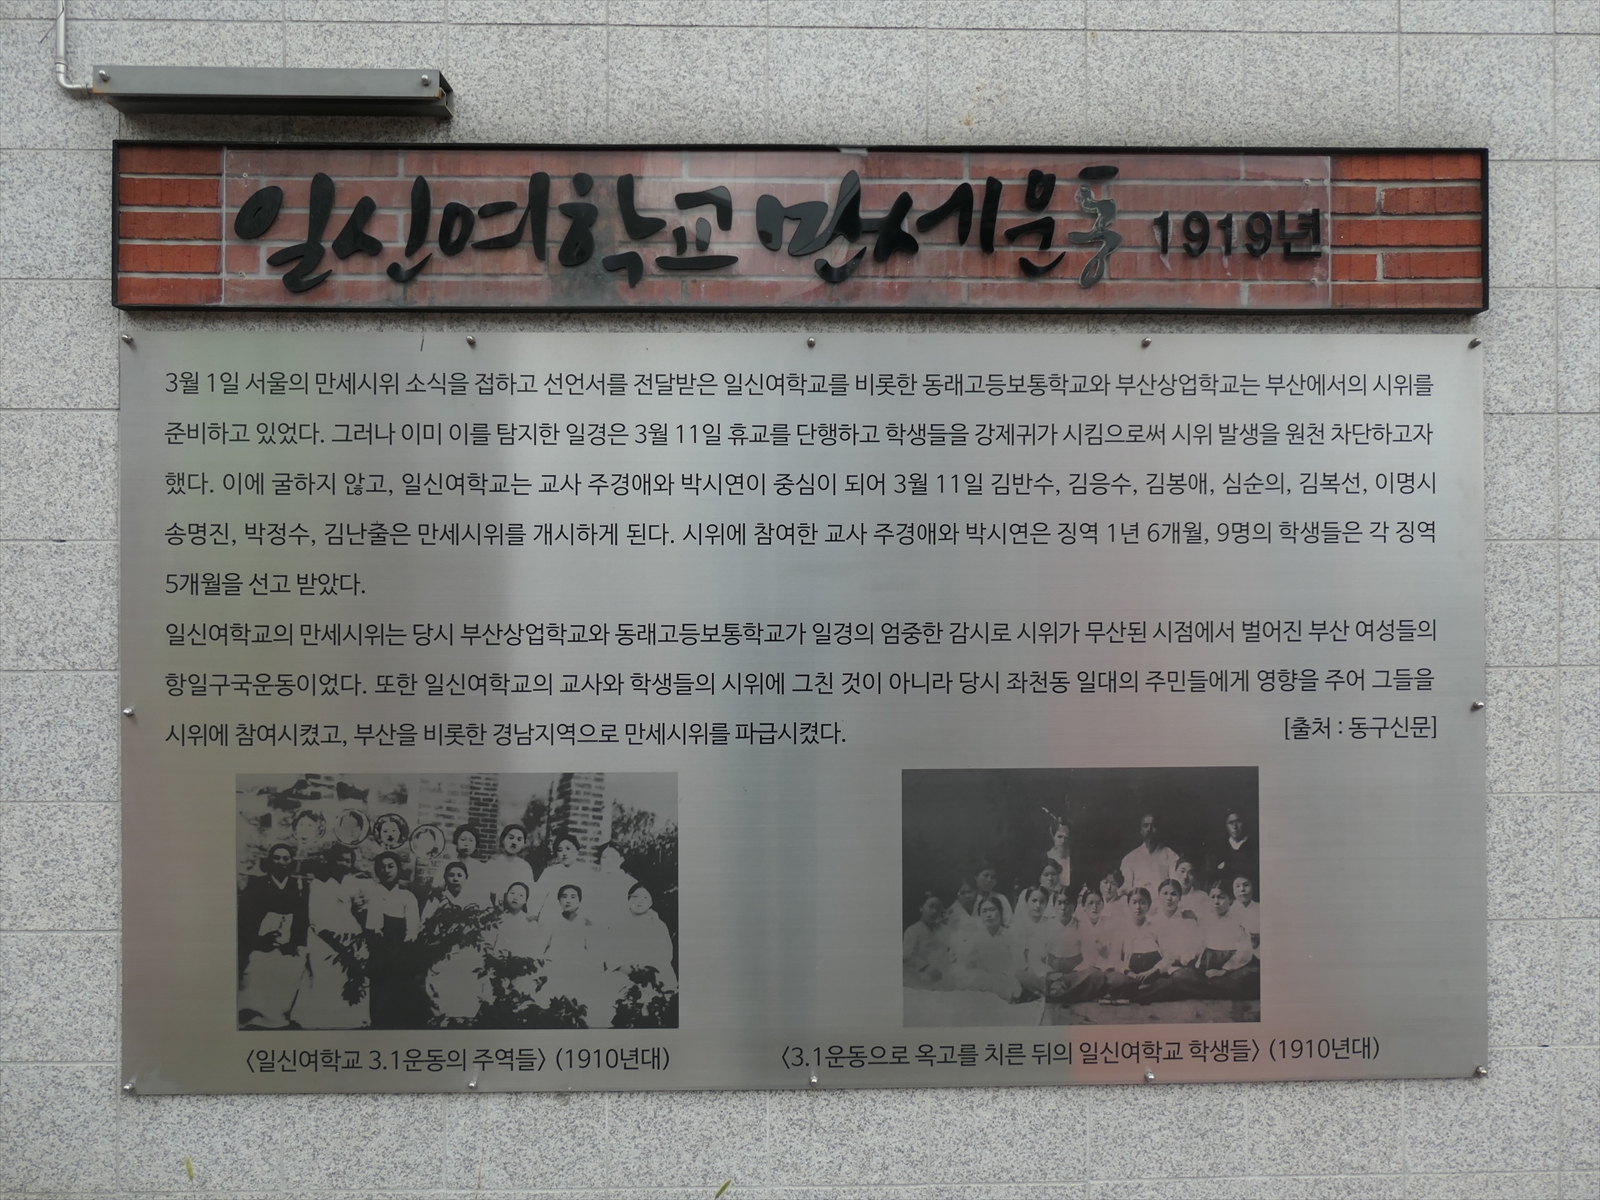 일신여학교 만세운동 1919년
3월 1일 서울의 만세시위 소식을 접하고 선언서를 전달받은 일신여학교를 비롯한 동래고등보통학교와 부산상업학교는 부산에서의 시위를
준비하고 있었다. 그러나 이미 이를 탐지한 일경은 3월 11일 휴교를 단행하고 학생들을 강제귀가 시킴으로써 시위 발생을 원천 차단하고자
했다. 이에 굴하지 않고, 일신여학교는 교사 주경애와 박시연이 중심이 되어 3월 11일 김반수, 김응수, 김봉애, 심순의, 김복선, 이명시
송명진, 박정수, 김난줄은 만세시위를 개시하게 된다. 시위에 참여한 교사 주경애와 박시연은 징역 1년 6개월, 9명의 학생들은 각 징역
5개월을 선고 받았다.
일신여학교의 만세시위는 당시 부산상업학교와 동래고등보통학교가 일경의 엄중한 감시로 시위가 무산된 시점에서 벌어진 부산 여성들의
항일구국운동이었다. 또한 일신여학교의 교사와 학생들의 시위에 그친 것이 아니라 당시 좌천동 일대의 주민들에게 영향을 주어 그들을
시위에 참여시켰고, 부산을 비롯한 경남지역으로 만세시위를 파급시켰다. [출처 : 동구신문]
<일신여학교 3.1운동의 주역들> (1910년대)
<3.1운동으로 옥고를 치른 뒤의 일신여학교 학생들> (1910년대)